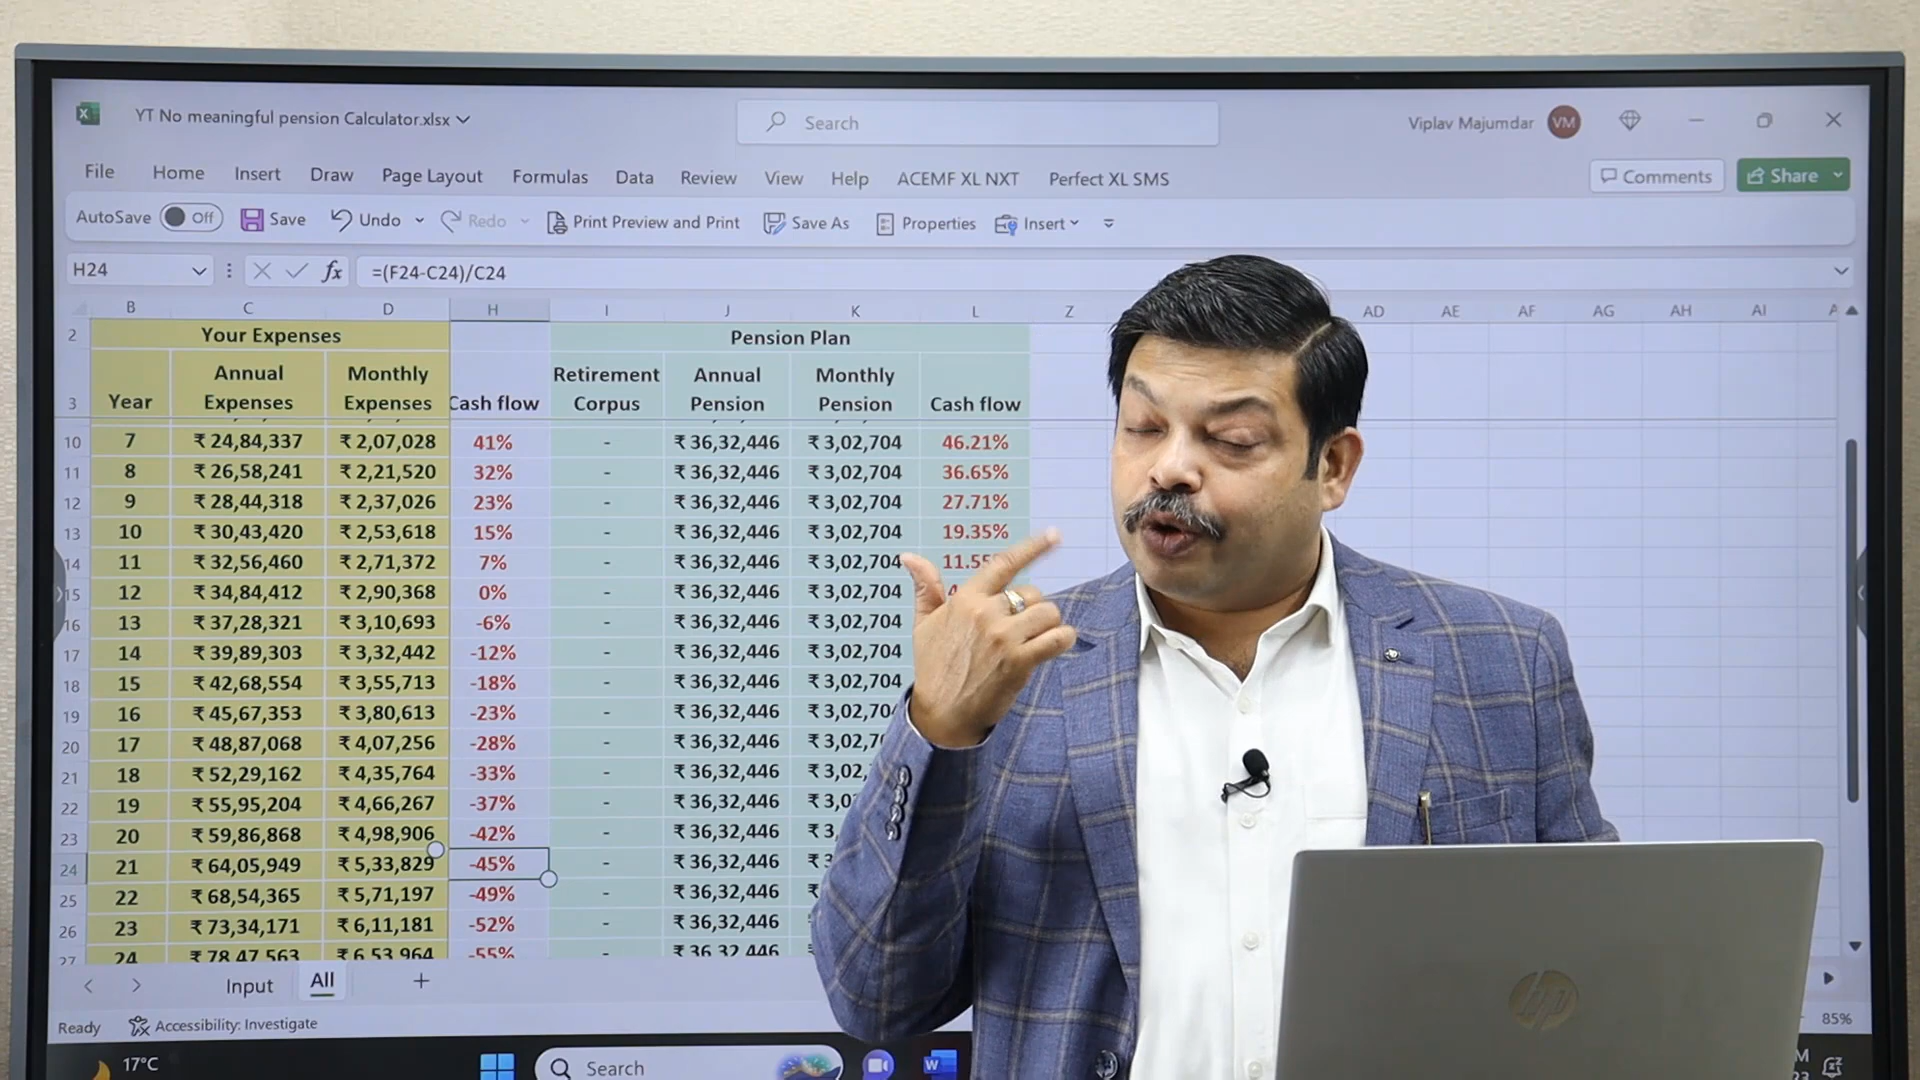 YT No meaningful pension Calculator.xlsx
Search
Viplav Majumdar VM
File Home Insert Draw Page Layout Formulas Data Review View Help ACEMF XL NXT Perfect XL SMS
Comments Share
AutoSave Off Save Undo Redo Print Preview and Print Save As Properties Insert
H24 fx =(F24-C24)/C24
B C D H I J K L Z AD AE AF AG AH AI
2 Your Expenses Pension Plan
Annual Monthly Retirement Annual Monthly
3 Year Expenses Expenses Cash flow Corpus Pension Pension Cash flow
10 7 ₹ 24,84,337 ₹ 2,07,028 41% - ₹ 36,32,446 ₹ 3,02,704 46.21%
11 8 ₹ 26,58,241 ₹ 2,21,520 32% - ₹ 36,32,446 ₹ 3,02,704 36.65%
12 9 ₹ 28,44,318 ₹ 2,37,026 23% - ₹ 36,32,446 ₹ 3,02,704 27.71%
13 10 ₹ 30,43,420 ₹ 2,53,618 15% - ₹ 36,32,446 ₹ 3,02,704 19.35%
14 11 ₹ 32,56,460 ₹ 2,71,372 7% - ₹ 36,32,446 ₹ 3,02,704
15 12 ₹ 34,84,412 ₹ 2,90,368 0% - ₹ 36,32,446 ₹ 3,02,704
16 13 ₹ 37,28,321 ₹ 3,10,693 -6% - ₹ 36,32,446 ₹ 3,02,704
17 14 ₹ 39,89,303 ₹ 3,32,442 -12% - ₹ 36,32,446 ₹ 3,02,704
18 15 ₹ 42,68,554 ₹ 3,55,713 -18% - ₹ 36,32,446 ₹ 3,02,704
19 16 ₹ 45,67,353 ₹ 3,80,613 -23% - ₹ 36,32,446
20 17 ₹ 48,87,068 ₹ 4,07,256 -28% - ₹ 36,32,446
21 18 ₹ 52,29,162 ₹ 4,35,764 -33% - ₹ 36,32,446
22 19 ₹ 55,95,204 ₹ 4,66,267 -37% - ₹ 36,32,446
23 20 ₹ 59,86,868 ₹ 4,98,906 -42% - ₹ 36,32,446
24 21 ₹ 64,05,949 ₹ 5,33,829 -45% - ₹ 36,32,446
25 22 ₹ 68,54,365 ₹ 5,71,197 -49% - ₹ 36,32,446
26 23 ₹ 73,34,171 ₹ 6,11,181 -52% - ₹ 36,32,446
27 24 ₹ 78,47,563 ₹ 6,53,964 -55% - ₹ 36,32,446
Input All +
Ready Accessibility: Investigate 85%
17°C Search
hp